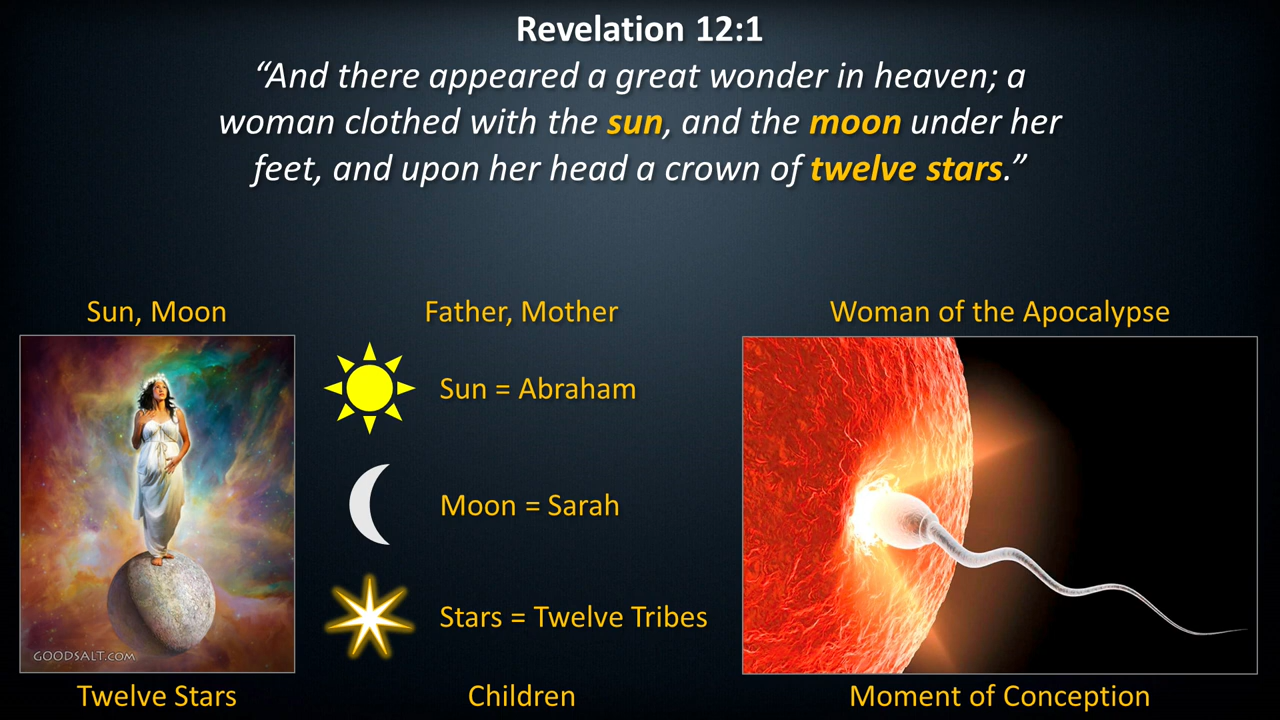 Revelation 12:1
“And there appeared a great wonder in heaven; a
woman clothed with the sun, and the moon under her
feet, and upon her head a crown of twelve stars.”
Sun, Moon
Father, Mother
Woman of the Apocalypse
Sun = Abraham
Moon = Sarah
Stars = Twelve Tribes
GOODSALT.COM
Twelve Stars
Children
Moment of Conception